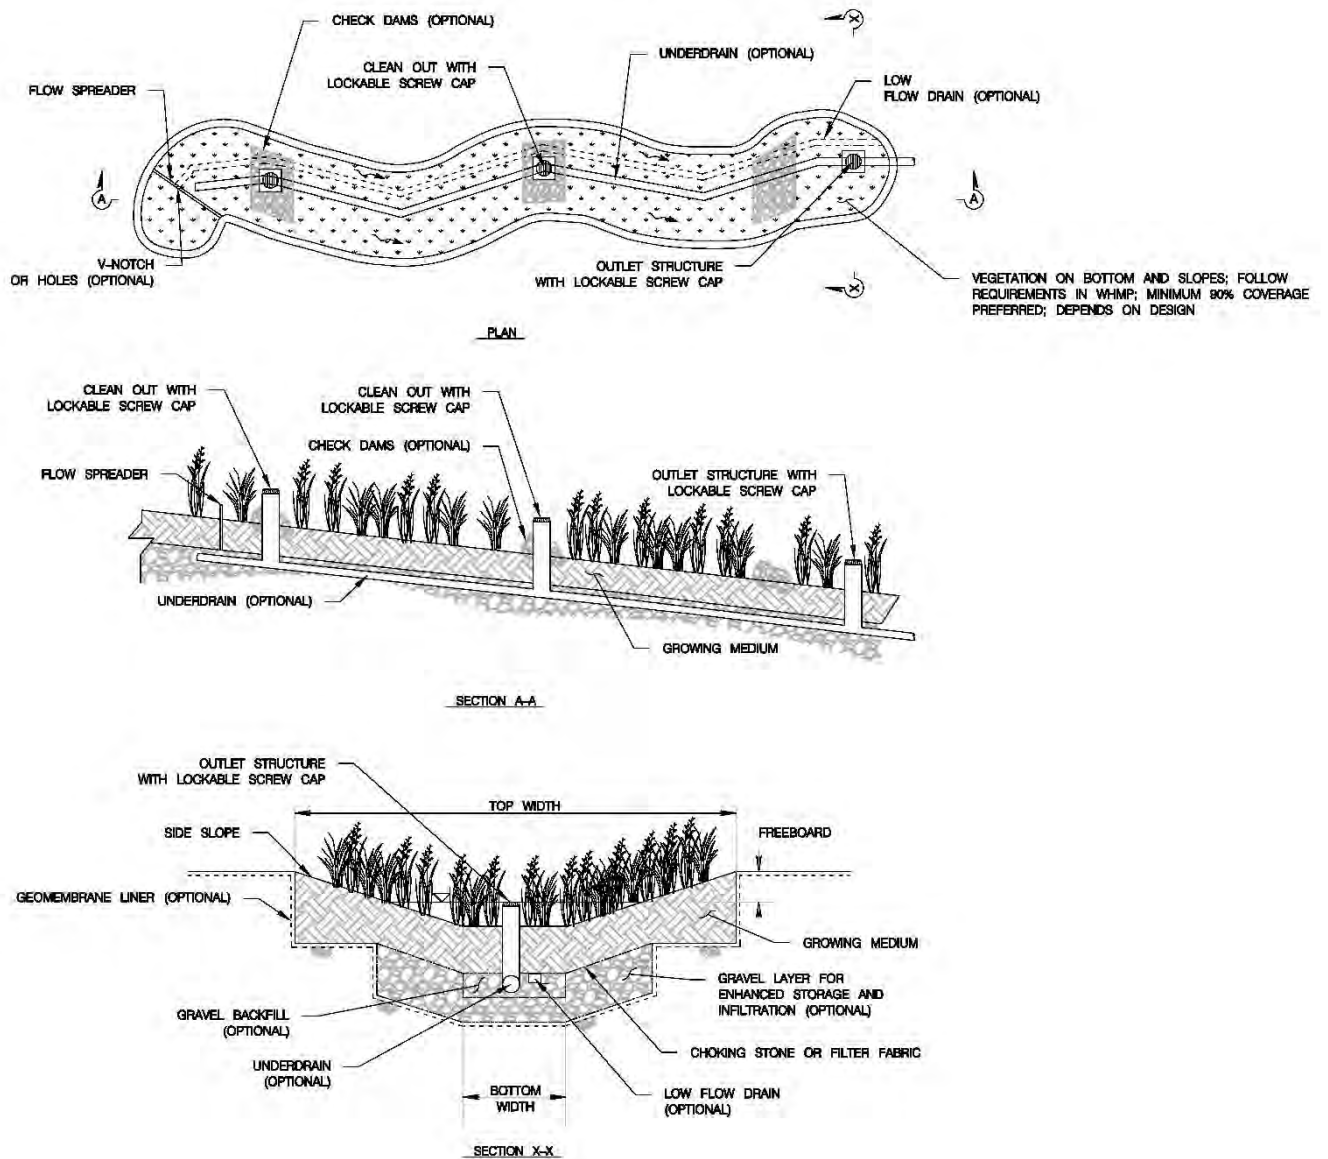 CHECK DAMS (OPTIONAL)
X
CLEAN OUT WITH
LOCKABLE SCREW CAP
UNDERDRAIN (OPTIONAL)
LOW
FLOW DRAIN (OPTIONAL)
FLOW SPREADER
A
A
V-NOTCH
OR HOLES (OPTIONAL)
OUTLET STRUCTURE
WITH LOCKABLE SCREW CAP
X
VEGETATION ON BOTTOM AND SLOPES; FOLLOW
REQUIREMENTS IN WHMP; MINIMUM 90% COVERAGE
PREFERRED; DEPENDS ON DESIGN
PLAN
CLEAN OUT WITH
LOCKABLE SCREW CAP
CLEAN OUT WITH
LOCKABLE SCREW CAP
CHECK DAMS (OPTIONAL)
FLOW SPREADER
OUTLET STRUCTURE WITH
LOCKABLE SCREW CAP
UNDERDRAIN (OPTIONAL)
GROWING MEDIUM
SECTION A-A
OUTLET STRUCTURE
WITH LOCKABLE SCREW CAP
TOP WIDTH
SIDE SLOPE
FREEBOARD
GEOMEMBRANE LINER (OPTIONAL)
GROWING MEDIUM
GRAVEL LAYER FOR
ENHANCED STORAGE AND
INFILTRATION (OPTIONAL)
GRAVEL BACKFILL
(OPTIONAL)
CHOKING STONE OR FILTER FABRIC
UNDERDRAIN
(OPTIONAL)
BOTTOM
WIDTH
LOW FLOW DRAIN
(OPTIONAL)
SECTION X-X